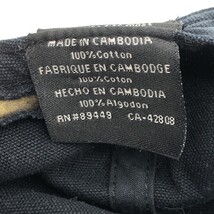 MADE IN CAMBODIA
100% Cotton
FABRIQUE EN CAMBODGE
100% Coton
HECHO EN CAMBODIA
100% Algodon
RN#89449 CA-42808